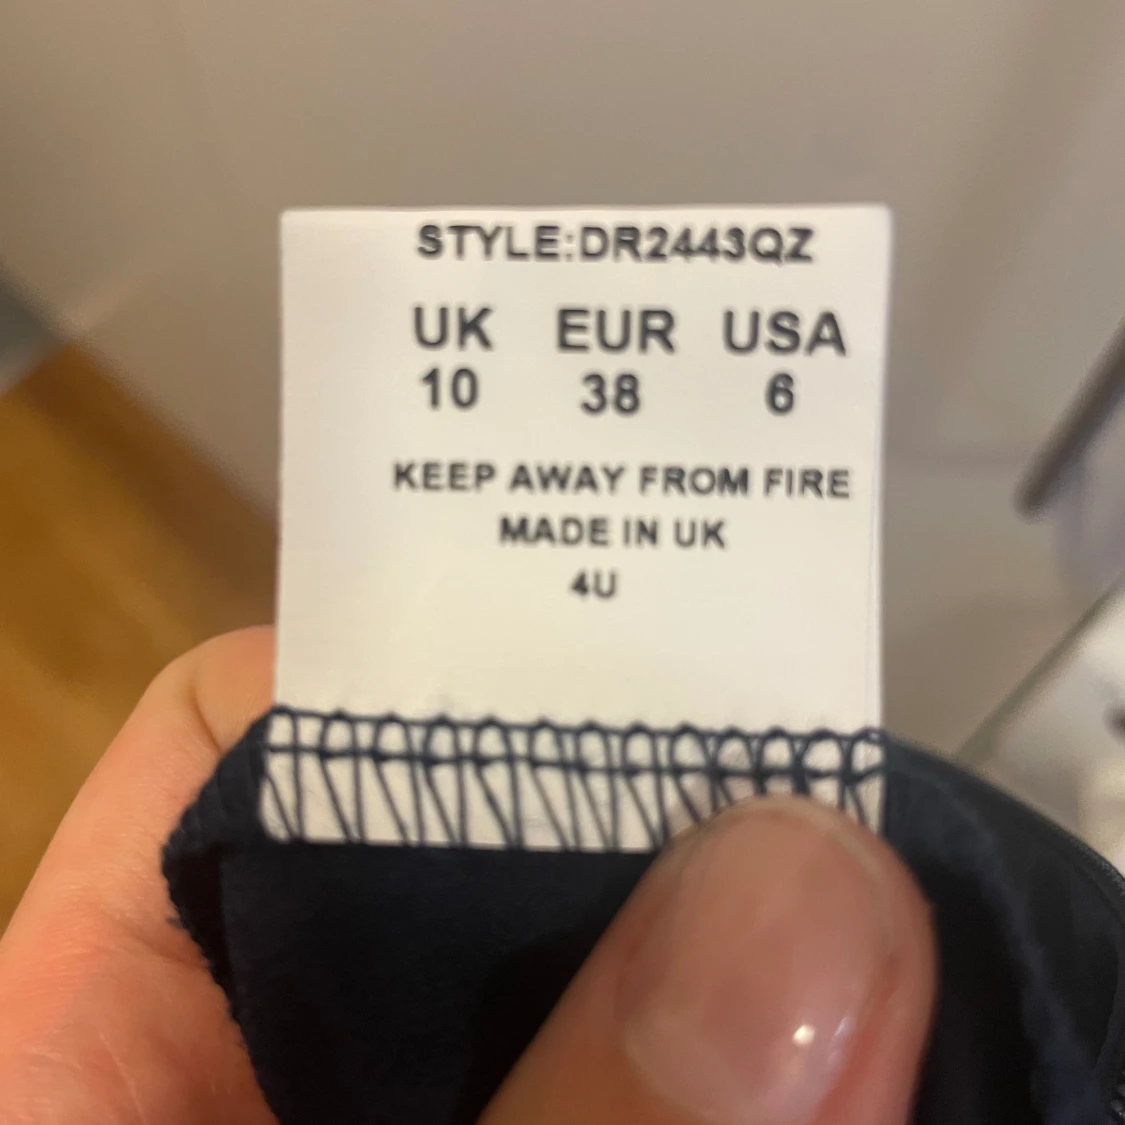 STYLE:DR2443QZ
UK EUR USA
10 38 6
KEEP AWAY FROM FIRE
MADE IN UK
4U